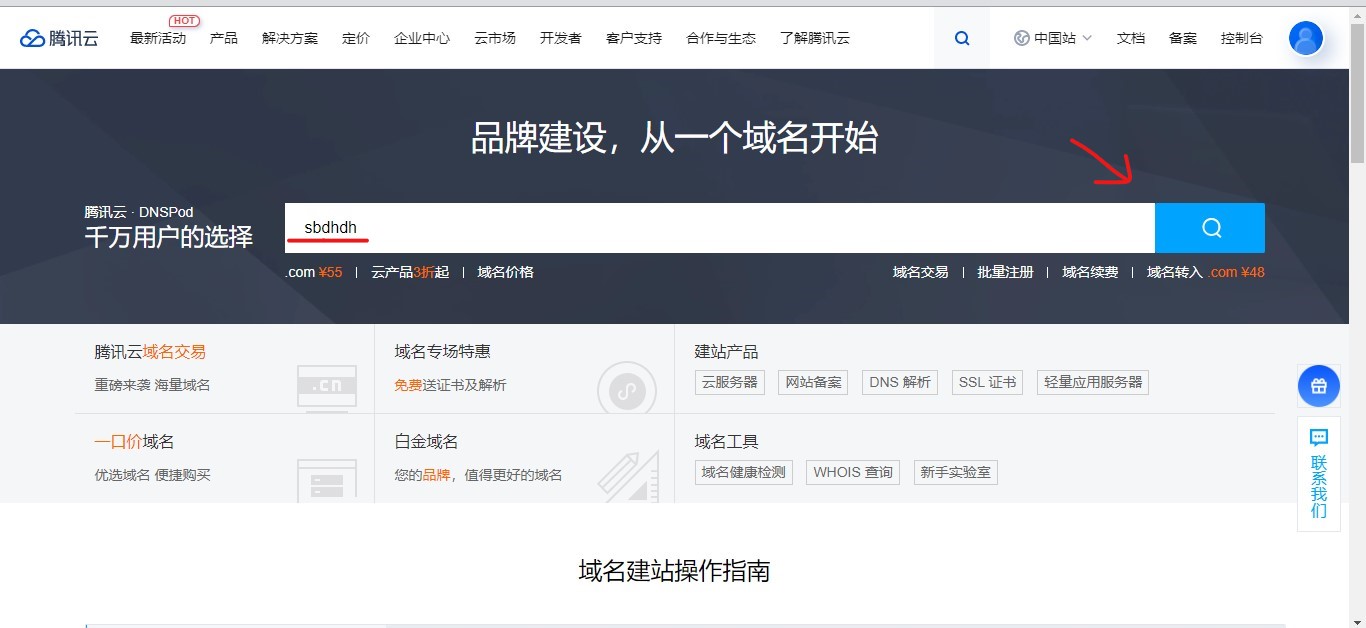 HOT
腾讯云 最新活动 产品 解决方案 定价 企业中心 云市场 开发者 客户支持 合作与生态 了解腾讯云 中国站 文档 备案 控制台
品牌建设，从一个域名开始
腾讯云 · DNSPod
千万用户的选择
sbdhdh
.com ¥55 | 云产品3折起 | 域名价格 域名交易 | 批量注册 | 域名续费 | 域名转入 .com ¥48
腾讯云域名交易 域名专场特惠 建站产品
重磅来袭 海量域名 .cn 免费送证书及解析 云服务器 网站备案 DNS 解析 SSL 证书 轻量应用服务器
一口价域名 白金域名 域名工具
优选域名 便捷购买 您的品牌，值得更好的域名 域名健康检测 WHOIS 查询 新手实验室
联系我们
域名建站操作指南